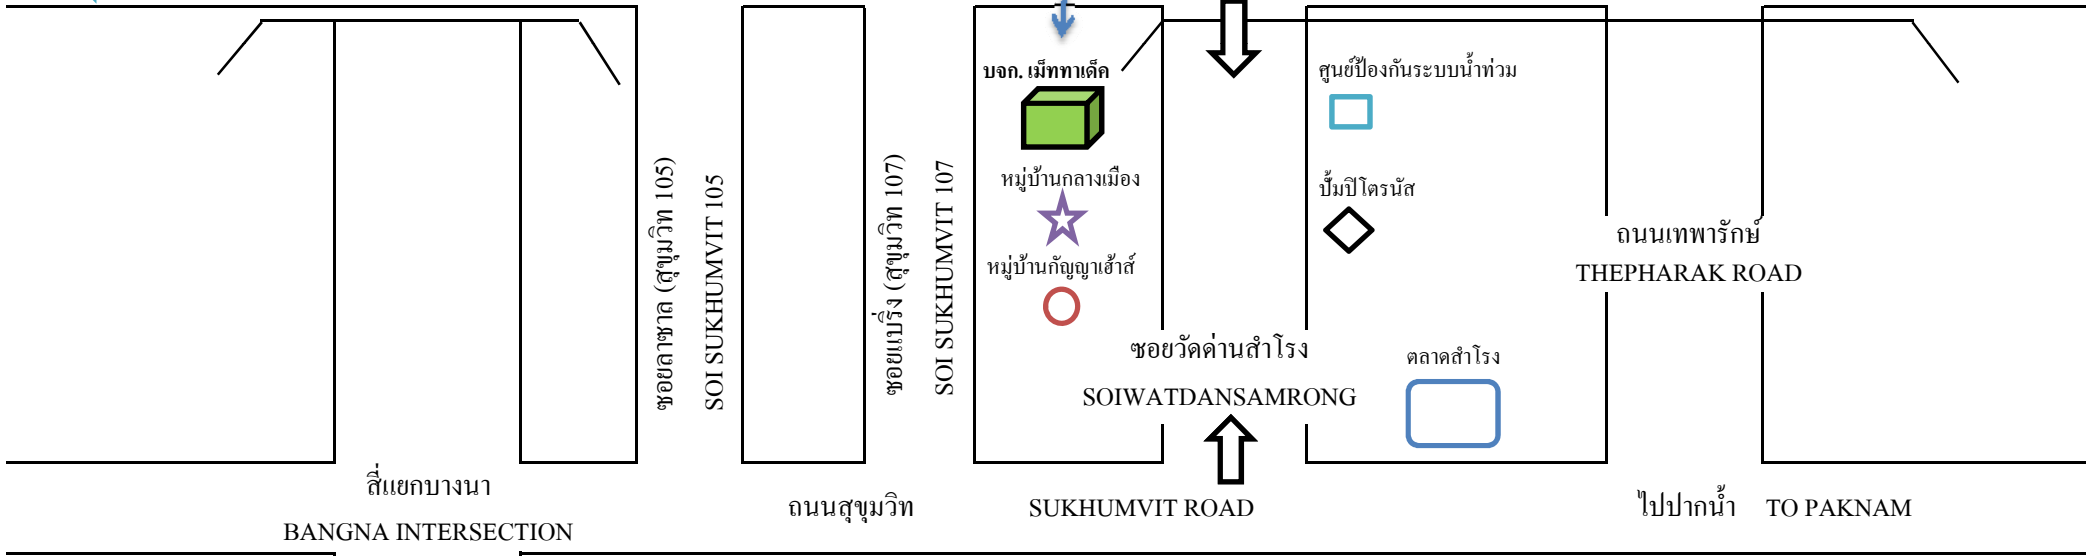 บจก. เม็ททาเด็ค
ศูนย์ป้องกันระบบน้ำท่วม
หมู่บ้านกลางเมือง
ปั้มปิโตรนัส
หมู่บ้านกัญญาเฮ้าส์
ซอยลาซาล (สุขุมวิท 105)
SOI SUKHUMVIT 105
ซอยแบริ่ง (สุขุมวิท 107)
SOI SUKHUMVIT 107
ถนนเทพารักษ์
THEPHARAK ROAD
ซอยวัดด่านสำโรง
SOIWATDANSAMRONG
ตลาดสำโรง
สี่แยกบางนา
BANGNA INTERSECTION
ถนนสุขุมวิท SUKHUMVIT ROAD
ไปปากน้ำ TO PAKNAM